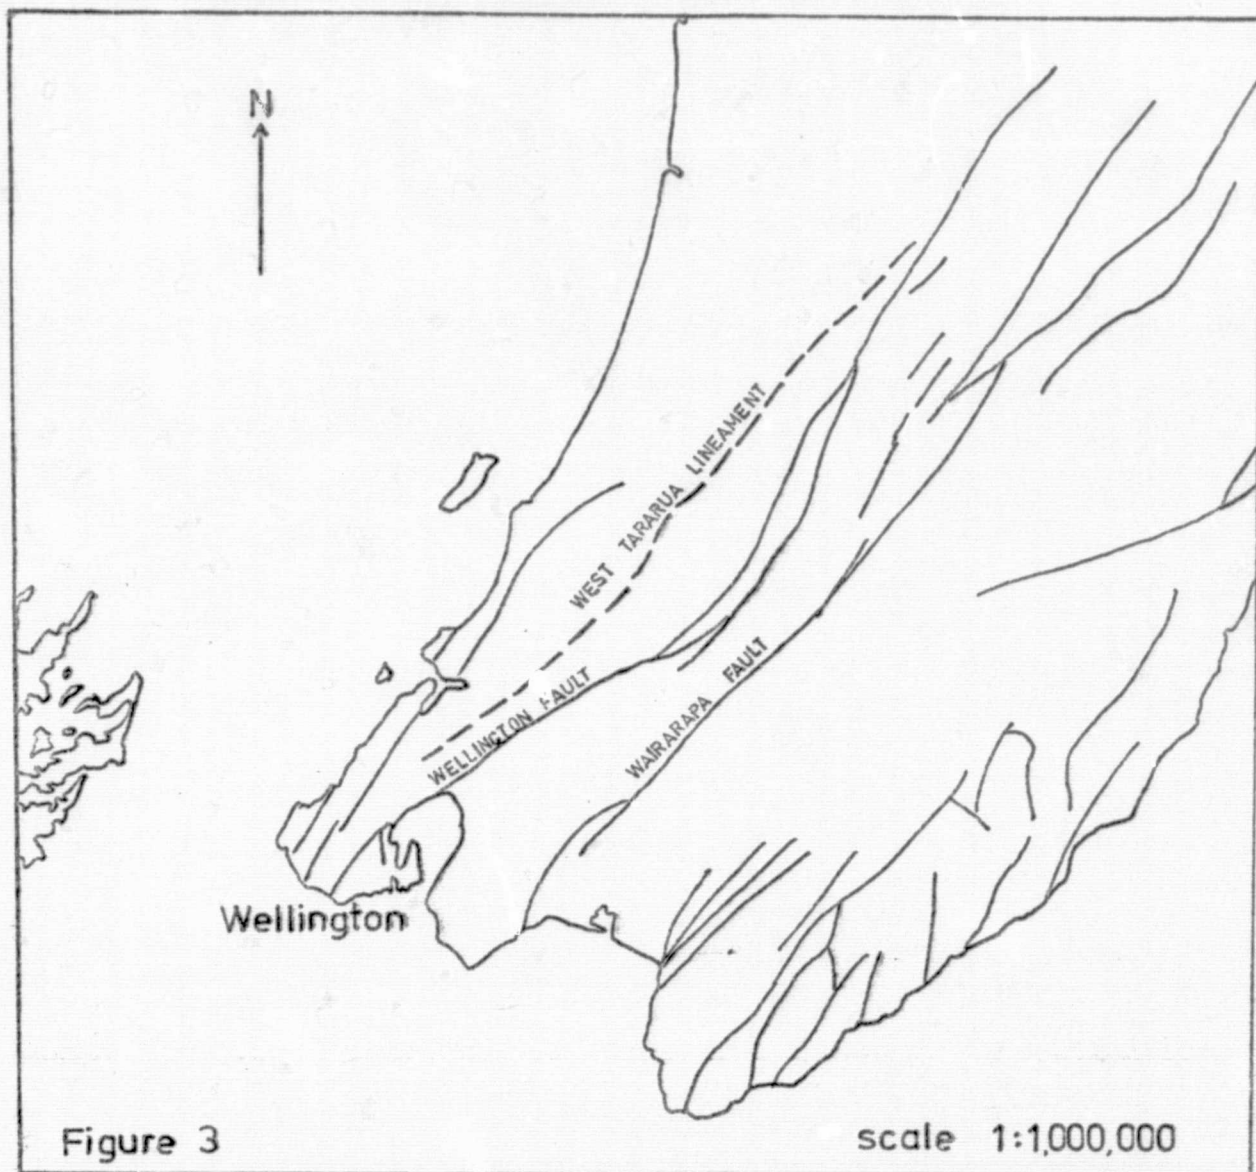 N
WEST TARARUA LINEAMENT
WELLINGTON FAULT
WAIRARAPA FAULT
Wellington
Figure 3
scale 1:1,000,000